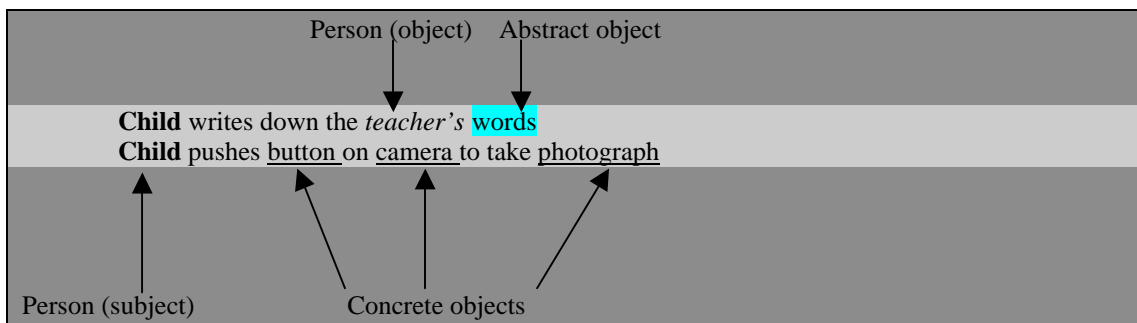 Person (object) Abstract object
Child writes down the teacher’s words
Child pushes button on camera to take photograph
Person (subject) Concrete objects